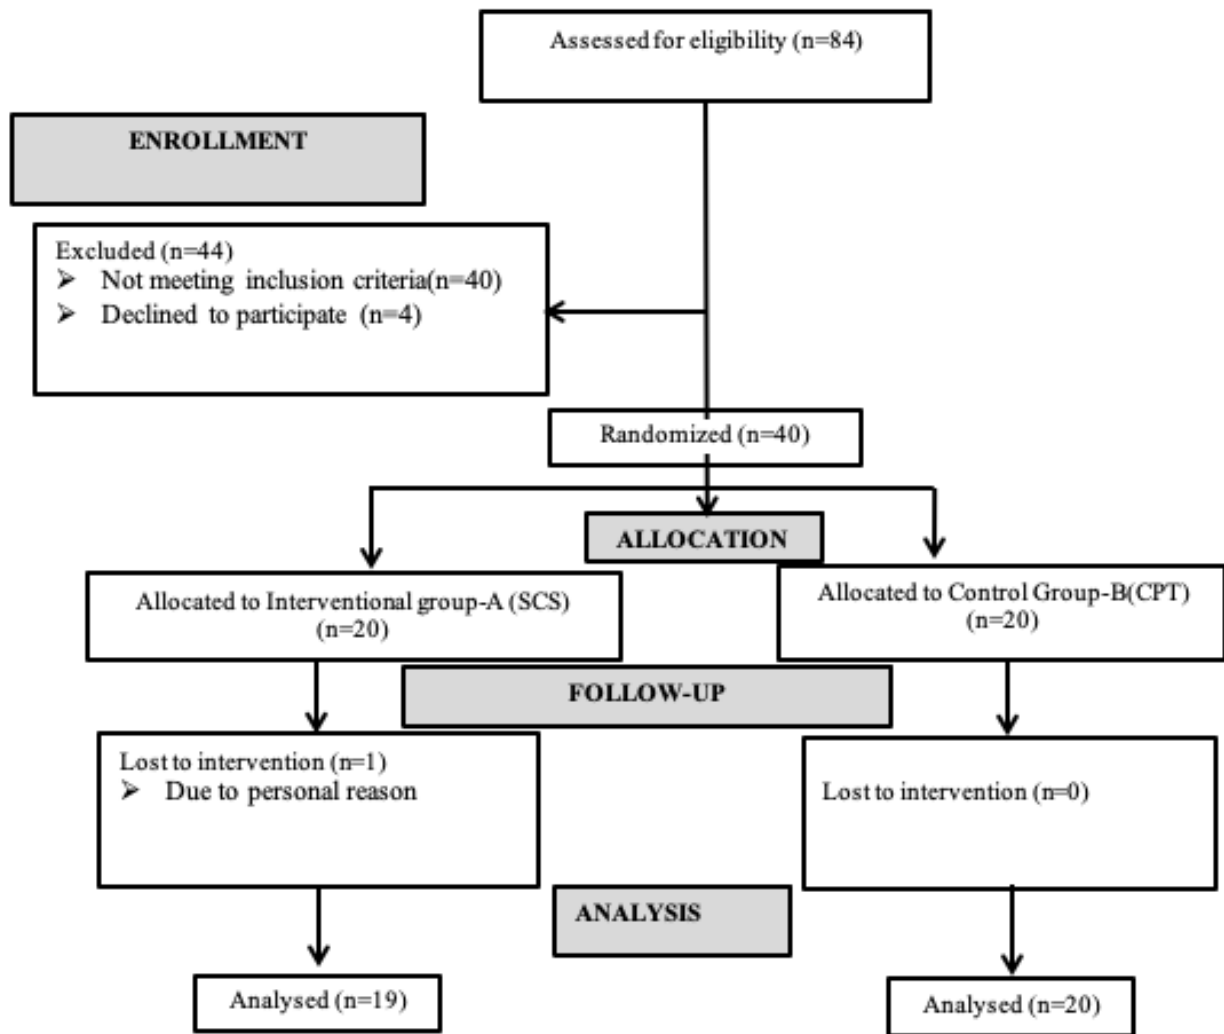 Assessed for eligibility (n=84)
ENROLLMENT
Excluded (n=44)
➢ Not meeting inclusion criteria(n=40)
➢ Declined to participate (n=4)
Randomized (n=40)
ALLOCATION
Allocated to Interventional group-A (SCS)
(n=20)
Allocated to Control Group-B(CPT)
(n=20)
FOLLOW-UP
Lost to intervention (n=1)
➢ Due to personal reason
Lost to intervention (n=0)
ANALYSIS
Analysed (n=19)
Analysed (n=20)